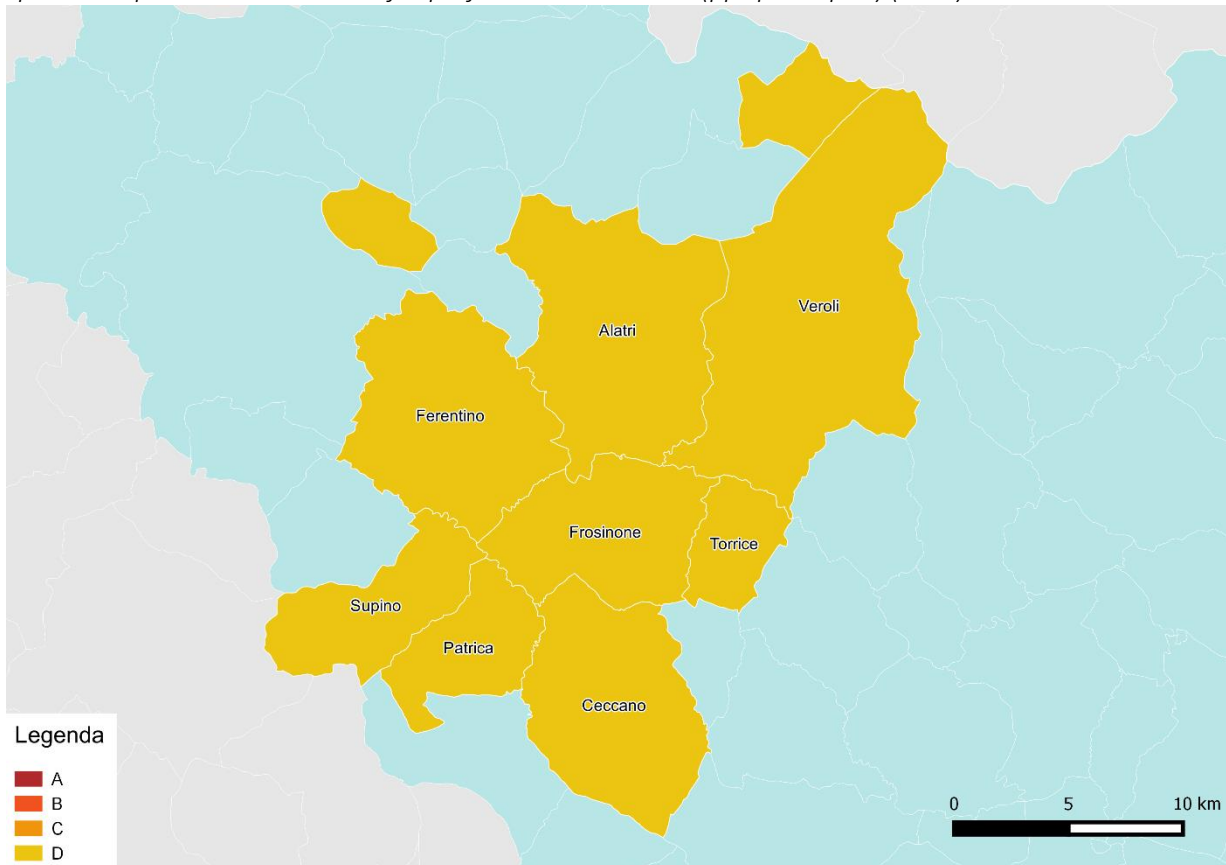 Veroli
Alatri
Ferentino
Frosinone
Torrice
Supino
Patrica
Ceccano
Legenda
A
B
C
D
0 5 10 km